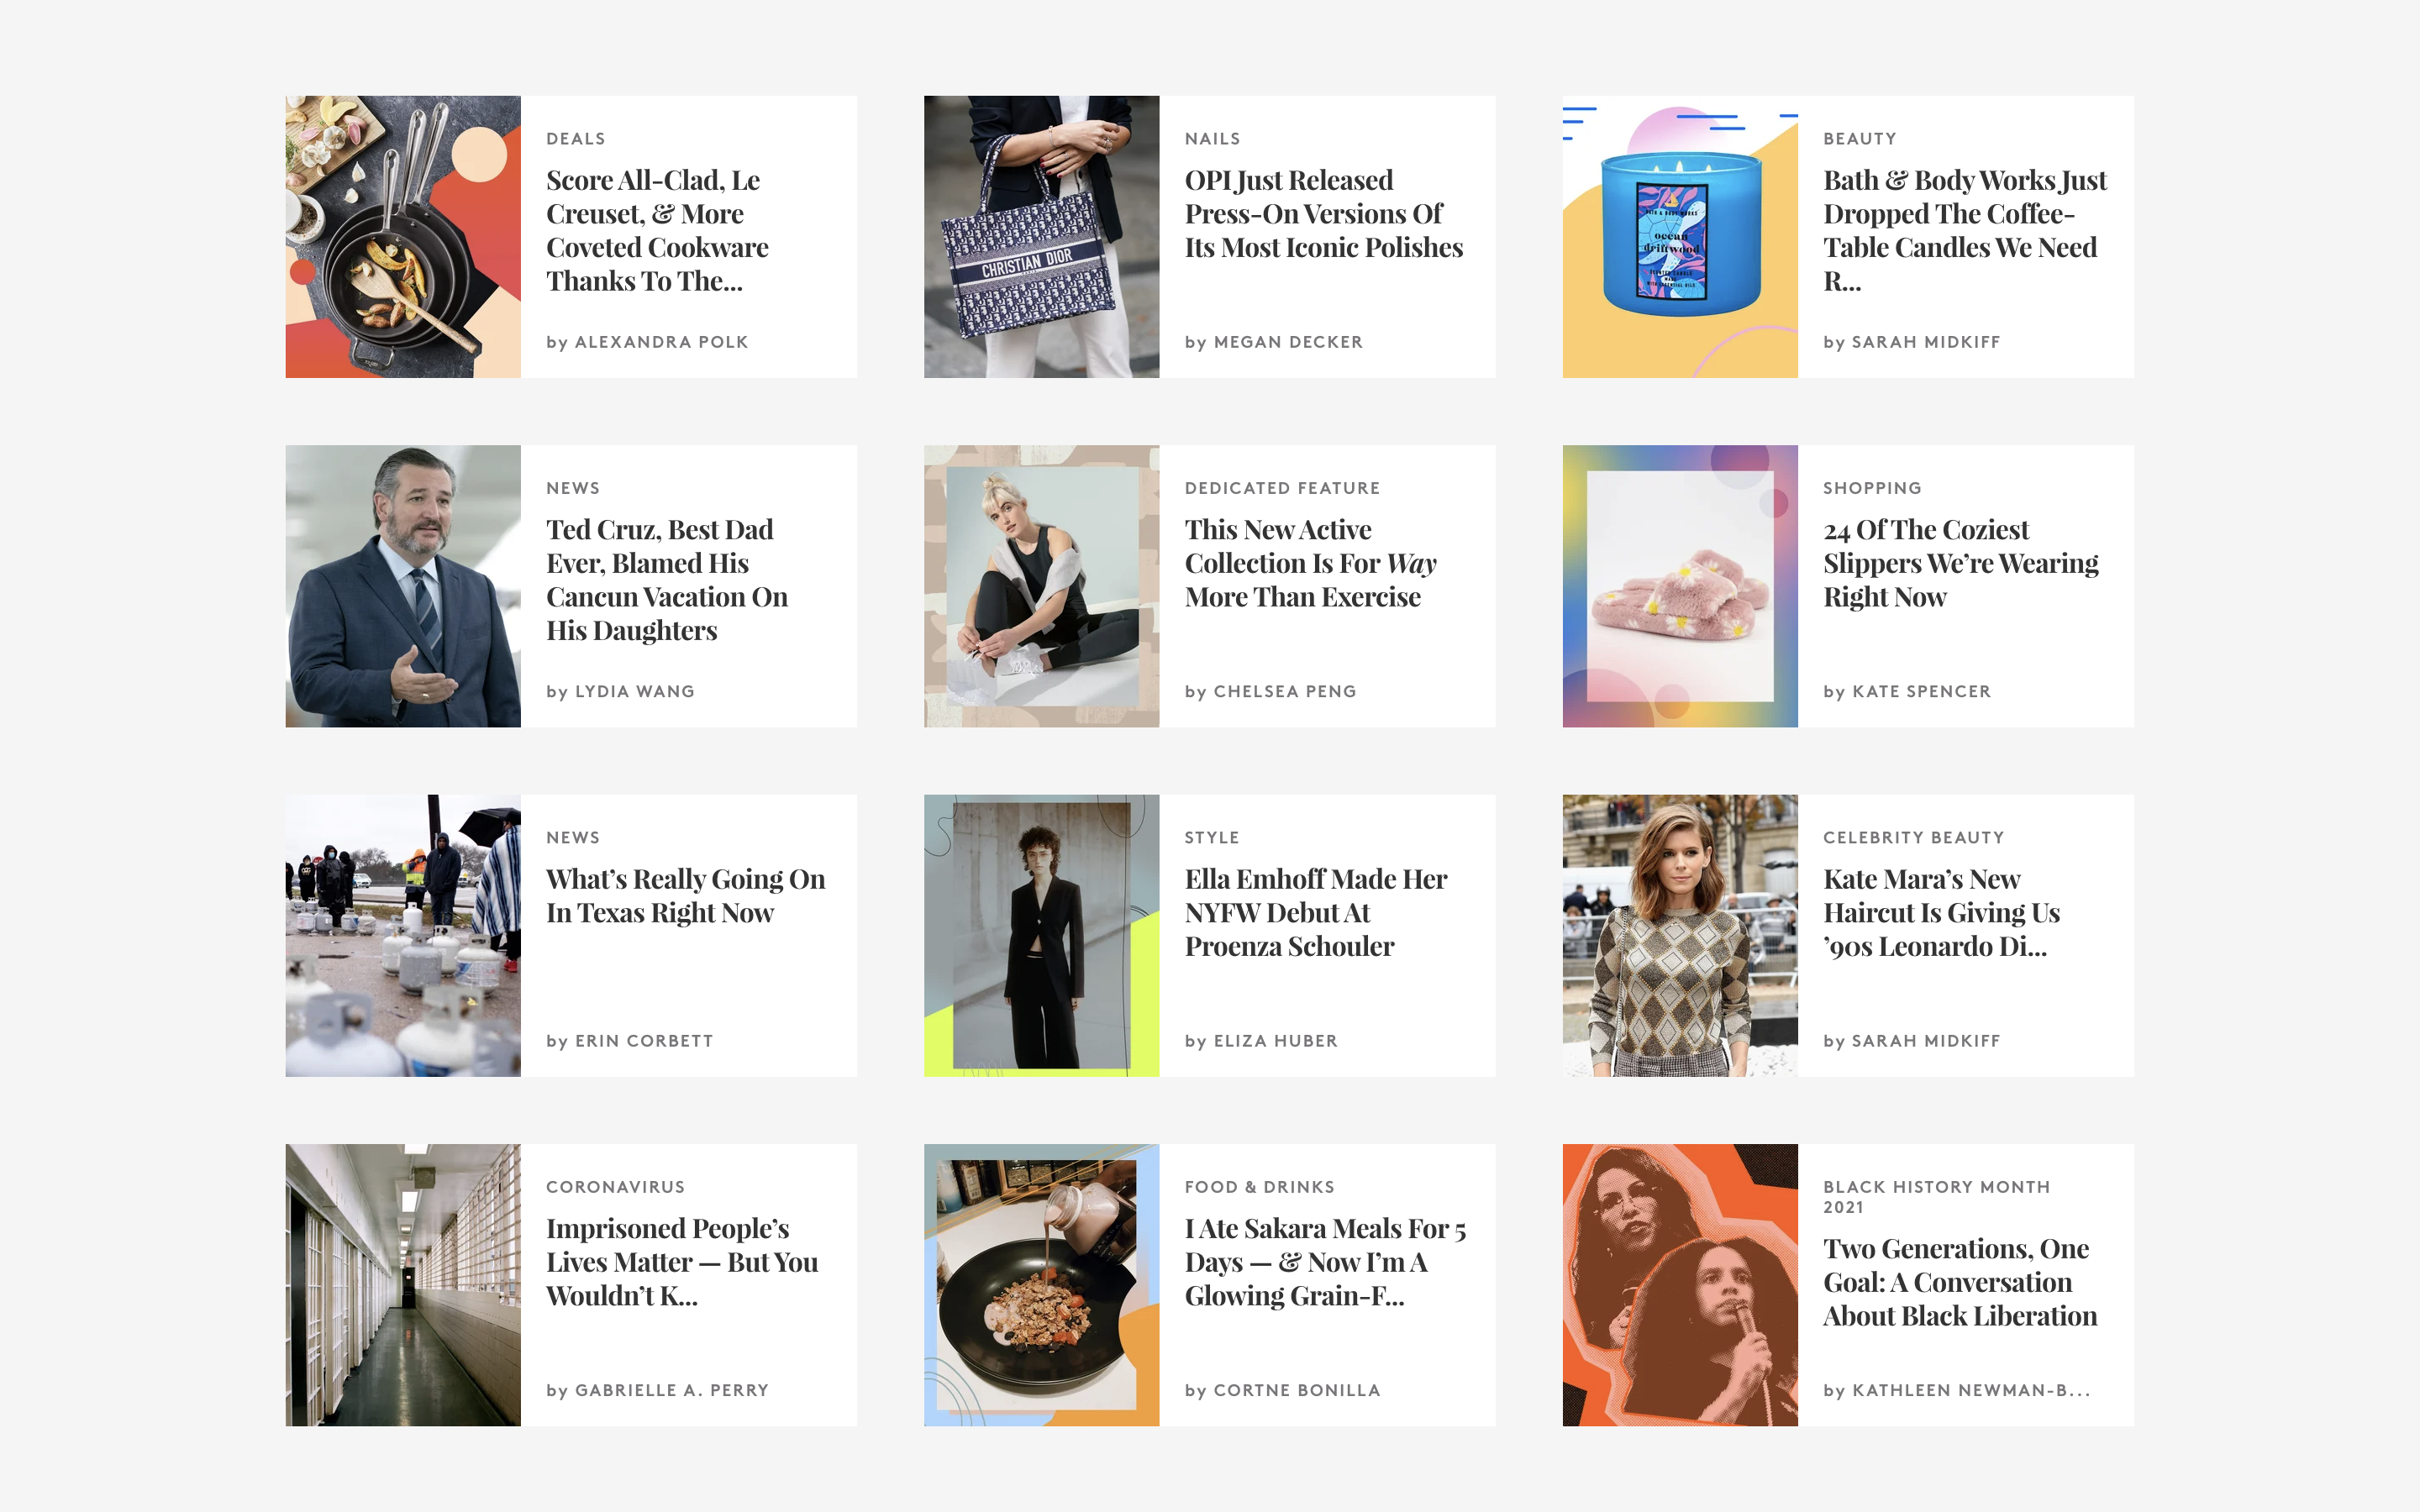 DEALS
Score All-Clad, Le
Creuset, & More
Coveted Cookware
Thanks To The...
by ALEXANDRA POLK
CHRISTIAN DIOR
NAILS
OPI Just Released
Press-On Versions Of
Its Most Iconic Polishes
by MEGAN DECKER
BATH & BODY WORKS
ocean
driftwood
SCENTED CANDLE
WITH ESSENTIAL OILS
BEAUTY
Bath & Body Works Just
Dropped The Coffee-
Table Candles We Need
R...
by SARAH MIDKIFF
NEWS
Ted Cruz, Best Dad
Ever, Blamed His
Cancun Vacation On
His Daughters
by LYDIA WANG
DEDICATED FEATURE
This New Active
Collection Is For Way
More Than Exercise
by CHELSEA PENG
SHOPPING
24 Of The Coziest
Slippers We’re Wearing
Right Now
by KATE SPENCER
NEWS
What’s Really Going On
In Texas Right Now
by ERIN CORBETT
STYLE
Ella Emhoff Made Her
NYFW Debut At
Proenza Schouler
by ELIZA HUBER
CELEBRITY BEAUTY
Kate Mara’s New
Haircut Is Giving Us
’90s Leonardo Di...
by SARAH MIDKIFF
CORONAVIRUS
Imprisoned People’s
Lives Matter — But You
Wouldn’t K...
by GABRIELLE A. PERRY
FOOD & DRINKS
I Ate Sakara Meals For 5
Days — & Now I’m A
Glowing Grain-F...
by CORTNE BONILLA
BLACK HISTORY MONTH
2021
Two Generations, One
Goal: A Conversation
About Black Liberation
by KATHLEEN NEWMAN-B...